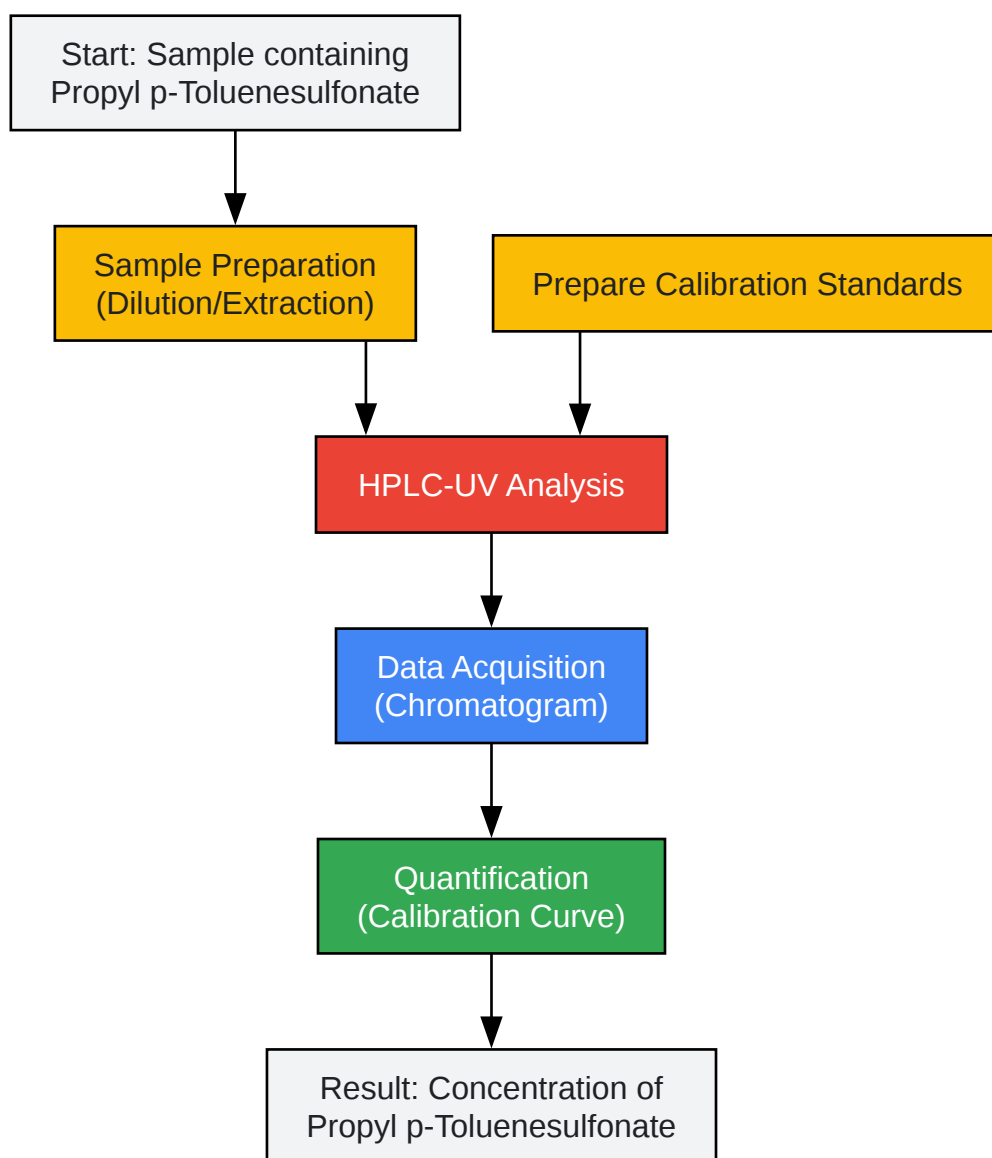 Start: Sample containing
Propyl p-Toluenesulfonate
Sample Preparation
(Dilution/Extraction)
Prepare Calibration Standards
HPLC-UV Analysis
Data Acquisition
(Chromatogram)
Quantification
(Calibration Curve)
Result: Concentration of
Propyl p-Toluenesulfonate